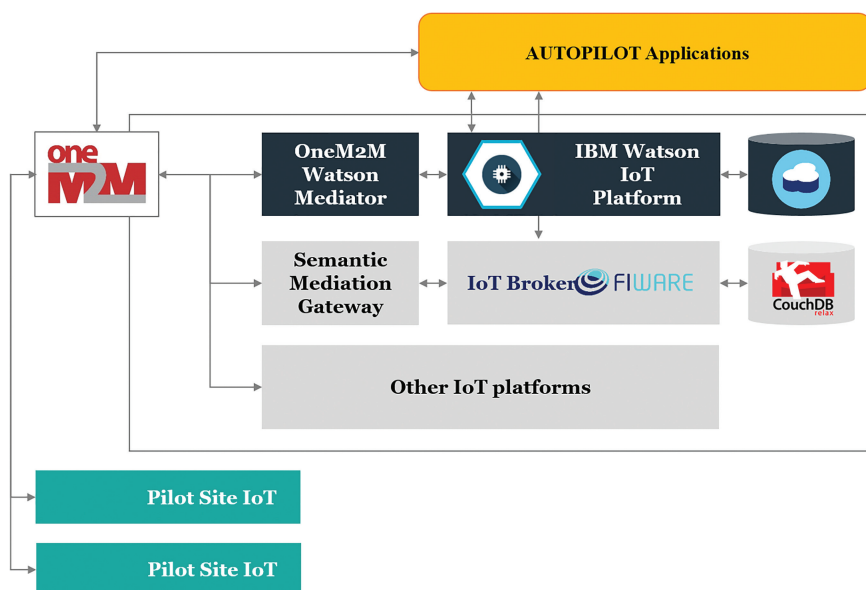 AUTOPILOT Applications
one
M2M
OneM2M
Watson
Mediator
IBM Watson
IoT
Platform
Semantic
Mediation
Gateway
IoT Broker
FIWARE
CouchDB
relax
Other IoT platforms
Pilot Site IoT
Pilot Site IoT